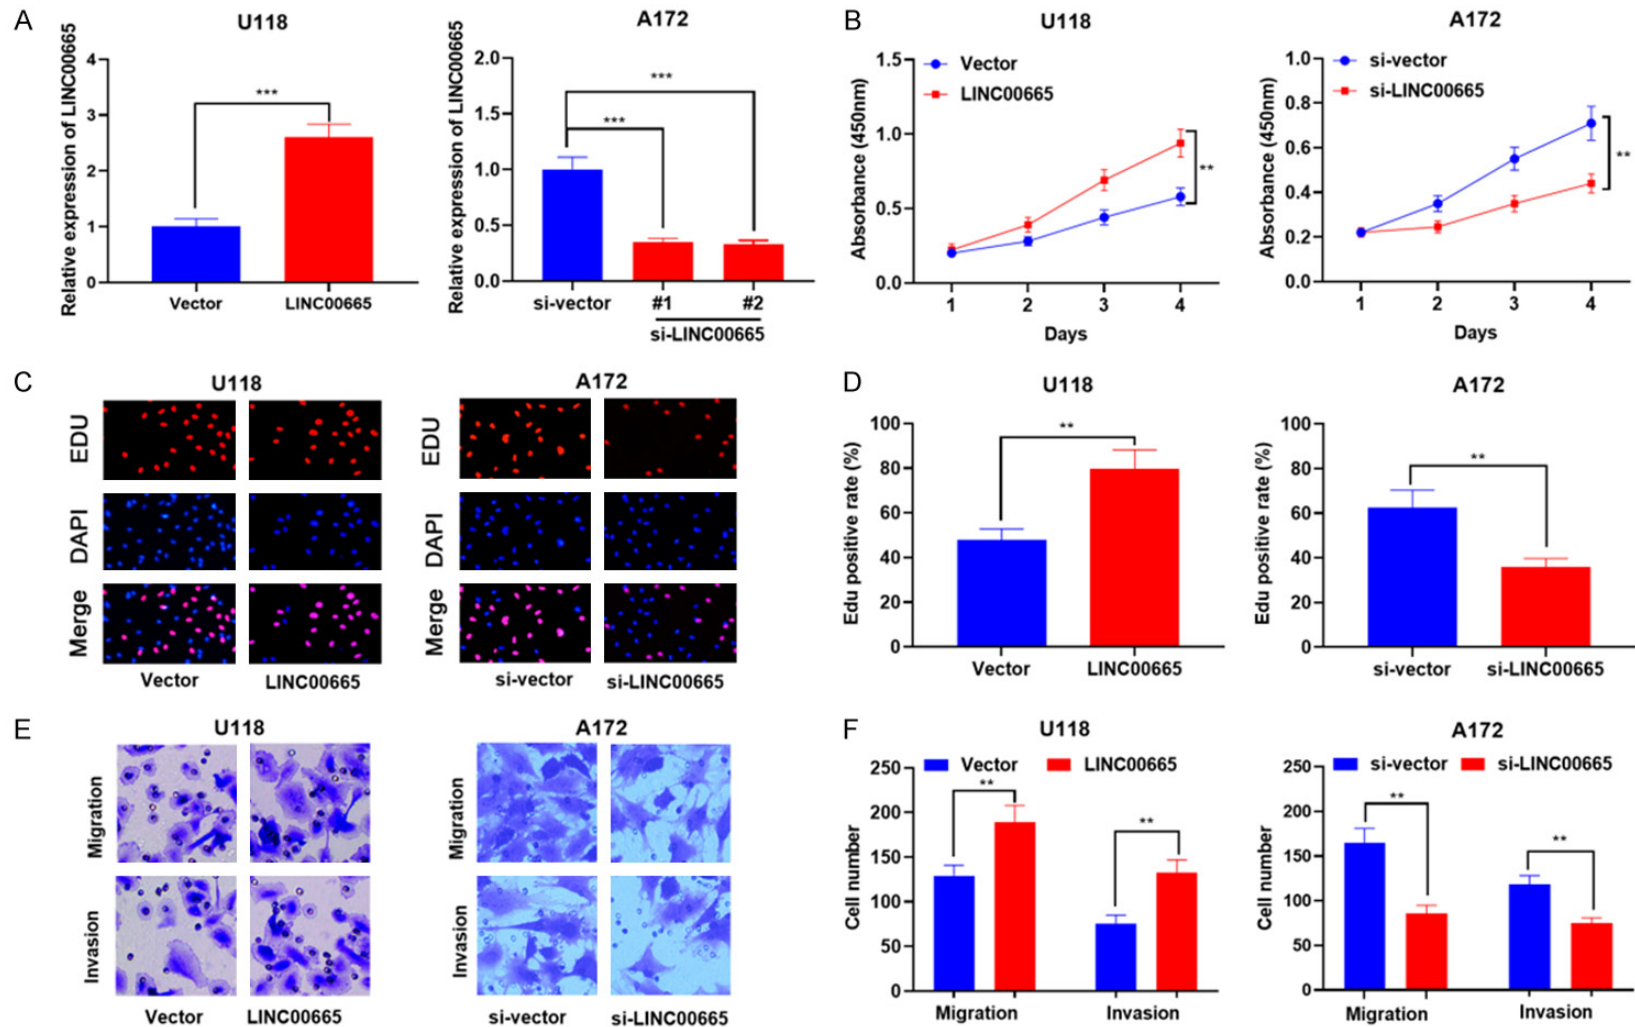 A
U118
Relative expression of LINC00665
4
3
2
1
0
***
Vector
LINC00665
A172
Relative expression of LINC00665
2.0
1.5
1.0
0.5
0.0
***
***
si-vector
#1
#2
si-LINC00665
B
U118
Absorbance (450nm)
1.5
1.0
0.5
0.0
Vector
LINC00665
**
1 2 3 4
Days
A172
Absorbance (450nm)
1.0
0.8
0.6
0.4
0.2
0.0
si-vector
si-LINC00665
**
1 2 3 4
Days
C
U118
EDU
DAPI
Merge
Vector
LINC00665
A172
EDU
DAPI
Merge
si-vector
si-LINC00665
D
U118
Edu positive rate (%)
100
80
60
40
20
0
**
Vector
LINC00665
A172
Edu positive rate (%)
100
80
60
40
20
0
**
si-vector
si-LINC00665
E
U118
Migration
Invasion
Vector
LINC00665
A172
Migration
Invasion
si-vector
si-LINC00665
F
U118
Cell number
250
200
150
100
50
0
Vector
LINC00665
**
**
Migration
Invasion
A172
Cell number
250
200
150
100
50
0
si-vector
si-LINC00665
**
**
Migration
Invasion